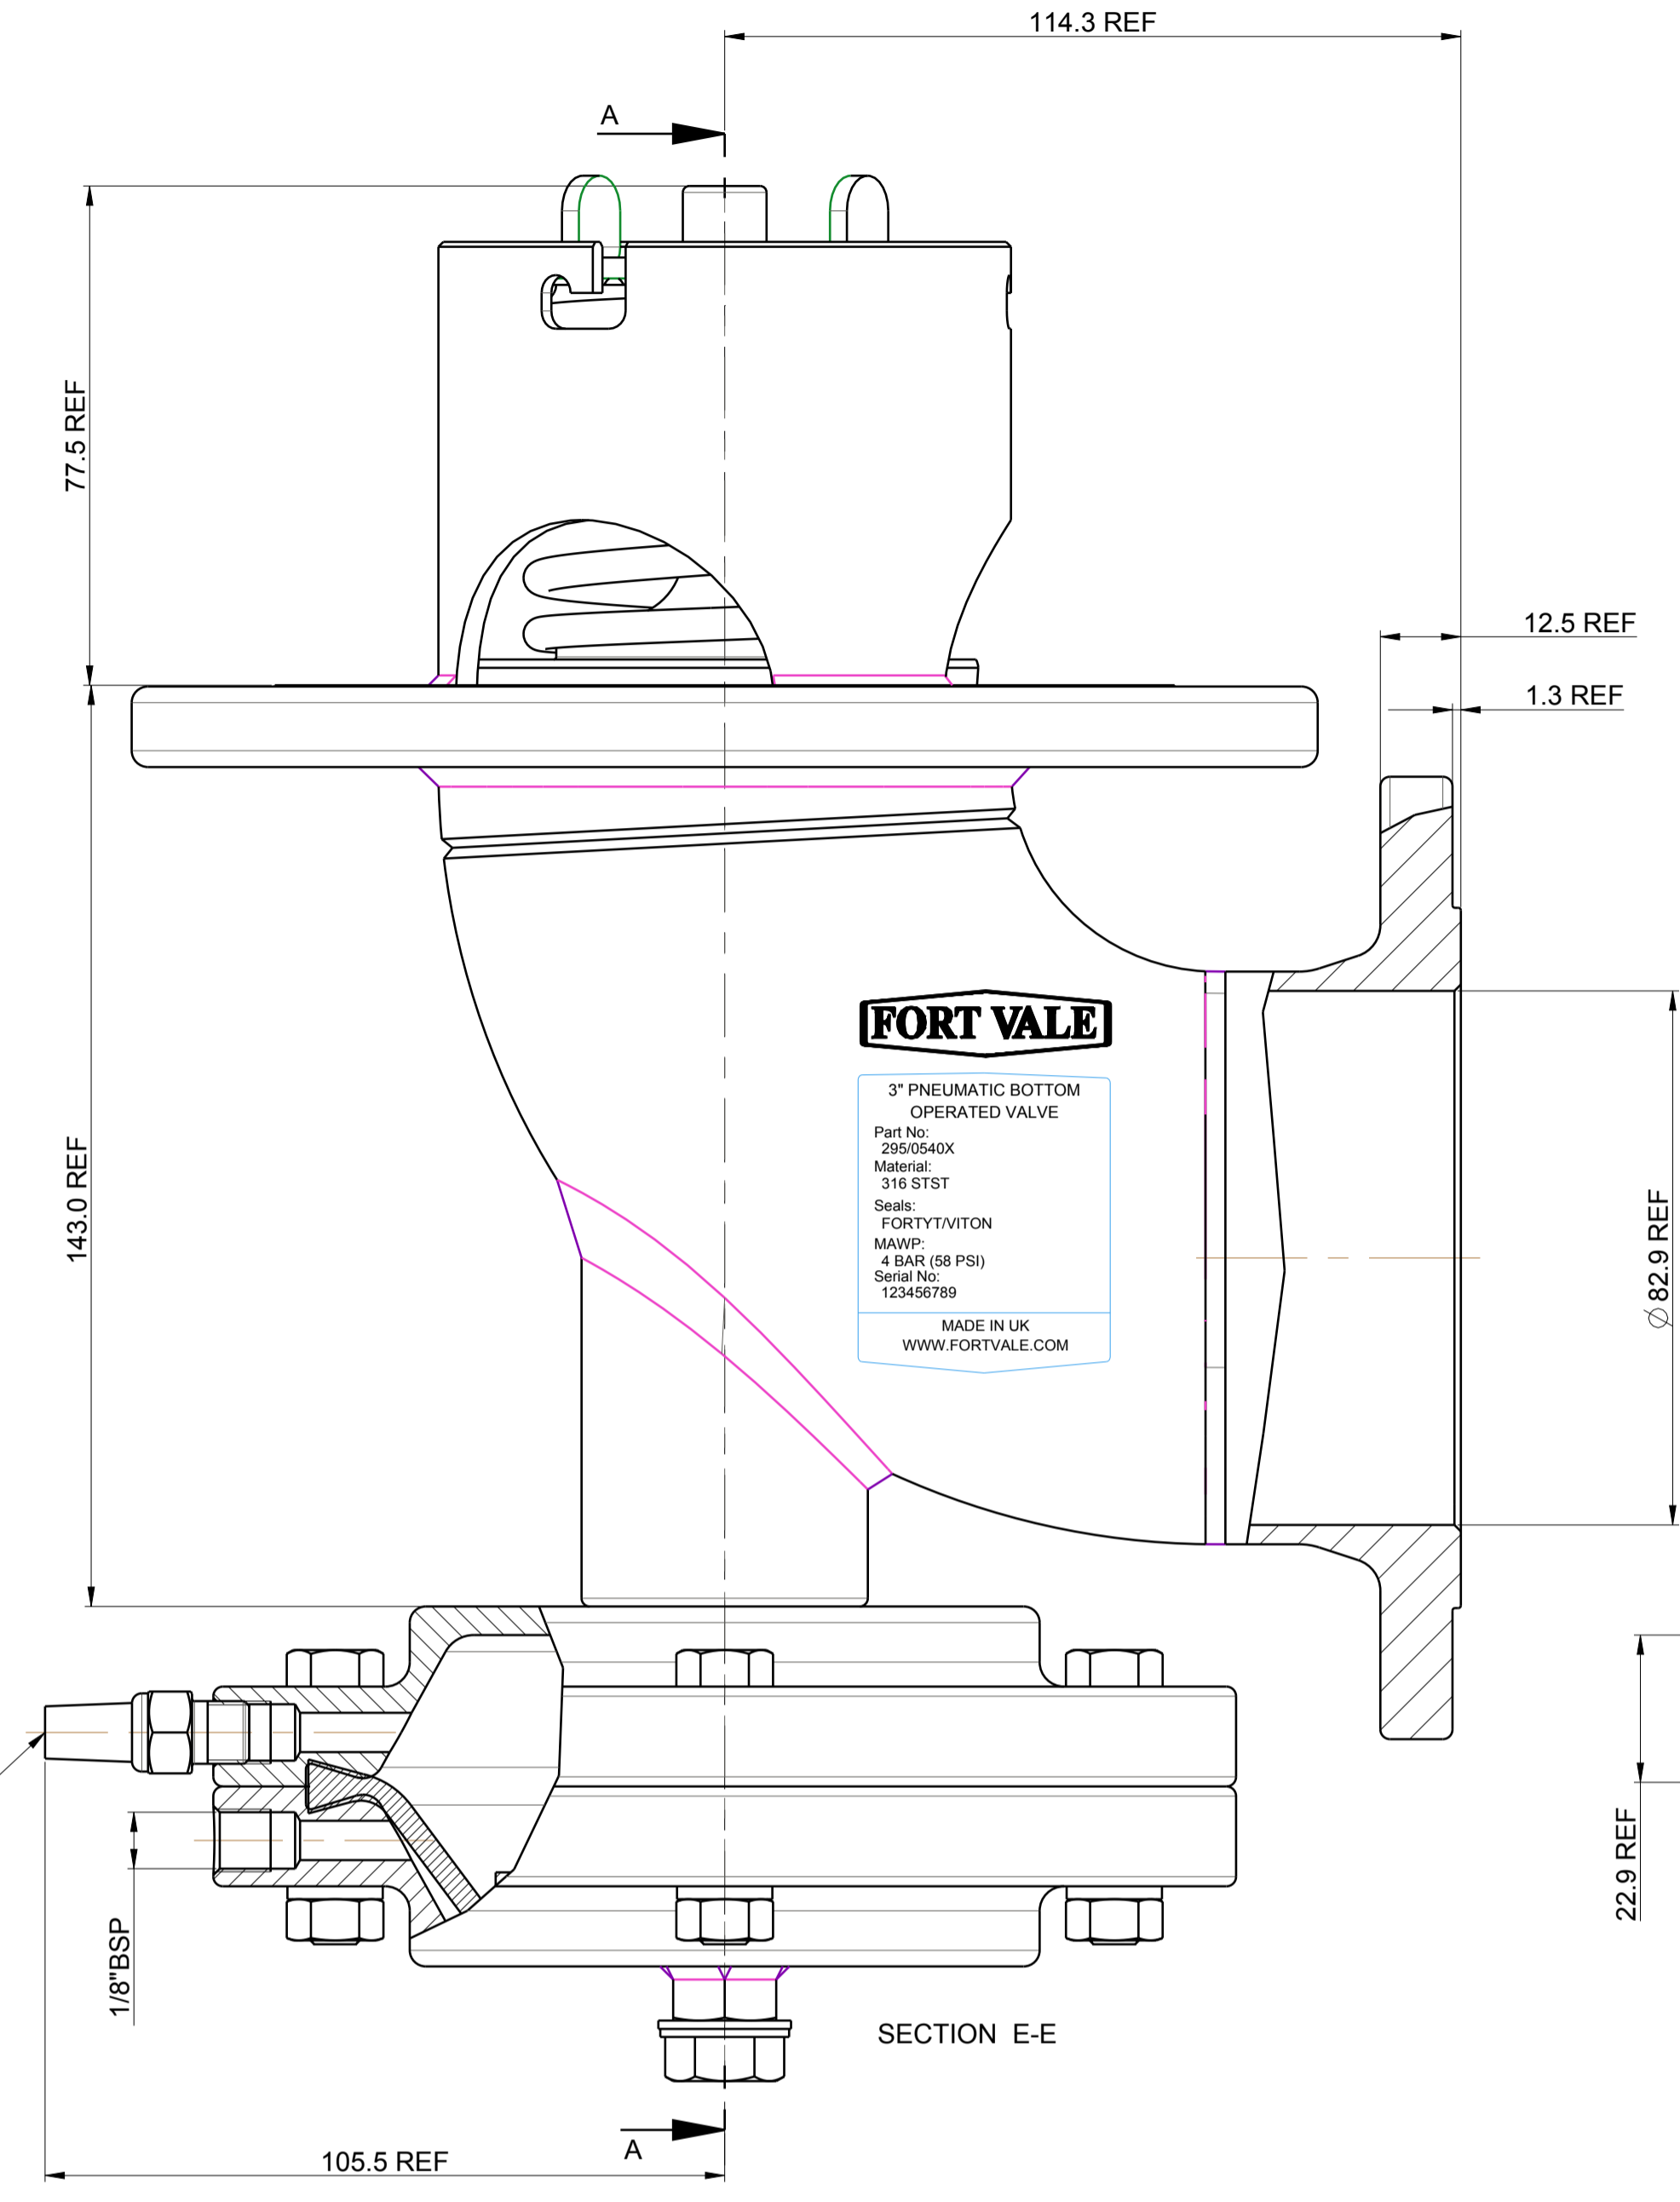 114.3 REF
A
77.5 REF
12.5 REF
1.3 REF
FORT VALE
3" PNEUMATIC BOTTOM
OPERATED VALVE
Part No:
295/0540X
Material:
316 STST
Seals:
FORTYT/VITON
MAWP:
4 BAR (58 PSI)
Serial No:
123456789
MADE IN UK
WWW.FORTVALE.COM
143.0 REF
Ø 82.9 REF
22.9 REF
1/8"BSP
SECTION E-E
A
105.5 REF